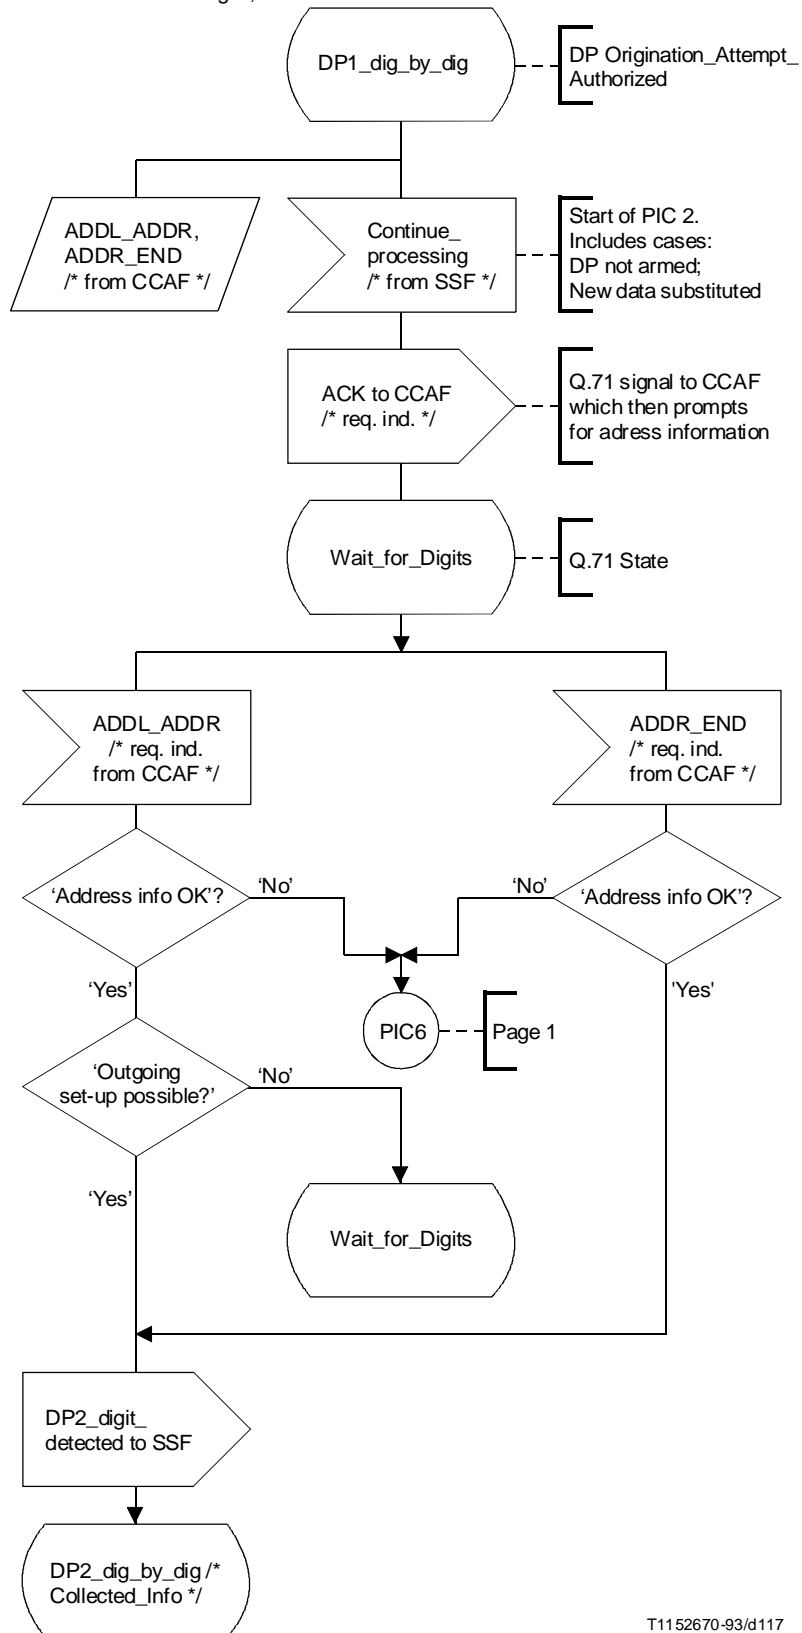 DP1_dig_by_dig
DP Origination_Attempt_
Authorized
ADDL_ADDR,
ADDR_END
/* from CCAF */
Continue_
processing
/* from SSF */
Start of PIC 2.
Includes cases:
DP not armed;
New data substituted
ACK to CCAF
/* req. ind. */
Q.71 signal to CCAF
which then prompts
for adress information
Wait_for_Digits
Q.71 State
ADDL_ADDR
/* req. ind.
from CCAF */
ADDR_END
/* req. ind.
from CCAF */
‘Address info OK’?
‘No’
‘No’
‘Address info OK’?
‘Yes’
'Yes'
PIC6
Page 1
‘Outgoing
set-up possible?’
‘No’
‘Yes’
Wait_for_Digits
DP2_digit_
detected to SSF
DP2_dig_by_dig /*
Collected_Info */
T1152670-93/d117